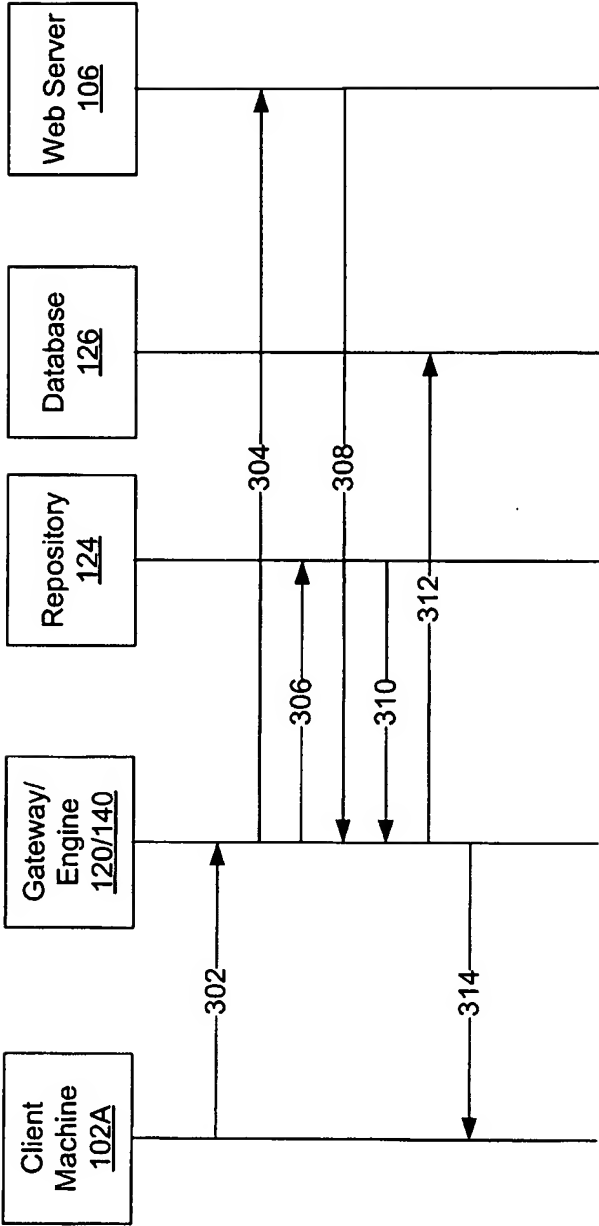 Client
Machine
102A
Gateway/
Engine
120/140
Repository
124
Database
126
Web Server
106
302
304
306
308
310
312
314